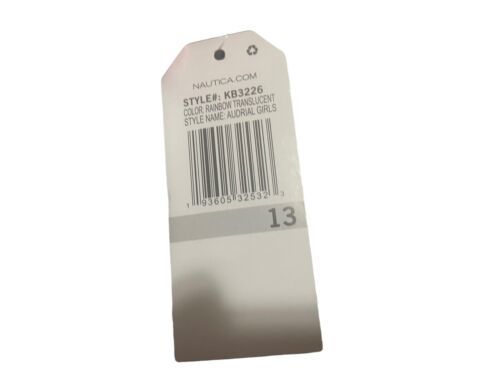 NAUTICA.COM
STYLE#: KB3226
COLOR: RAINBOW TRANSLUCENT
STYLE NAME: AUDRIAL GIRLS
1 93605 32532 3
13